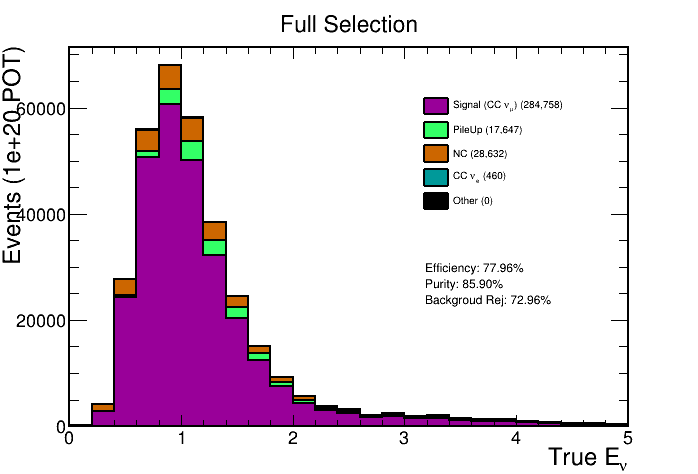 Full Selection
Events (1e+20 POT)
60000
40000
20000
0
Signal (CC ν_μ) (284,758)
PileUp (17,647)
NC (28,632)
CC ν_e (460)
Other (0)
Efficiency: 77.96%
Purity: 85.90%
Backgroud Rej: 72.96%
0 1 2 3 4 5
True E_ν